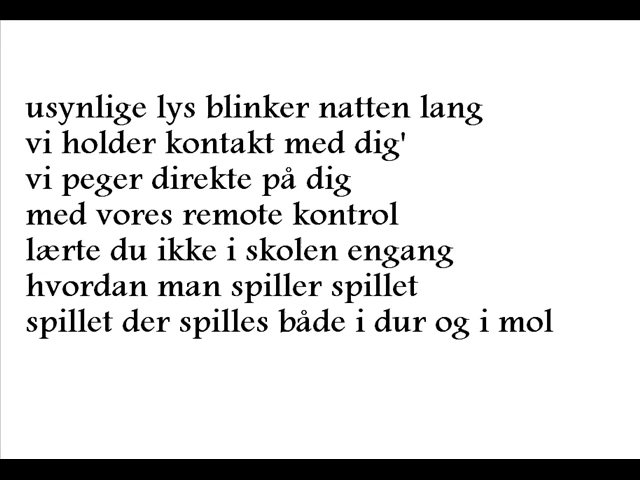 usynlige lys blinker natten lang
vi holder kontakt med dig'
vi peger direkte på dig
med vores remote kontrol
lærte du ikke i skolen engang
hvordan man spiller spillet
spillet der spilles både i dur og i mol